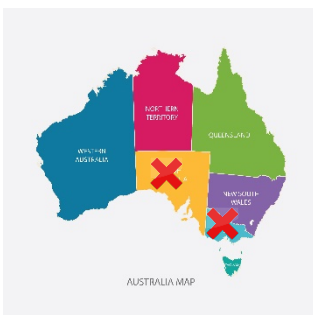 NORTHERN
TERRITORY
QUEENSLAND
WESTERN
AUSTRALIA
NEW SOUTH
WALES
AUSTRALIA MAP